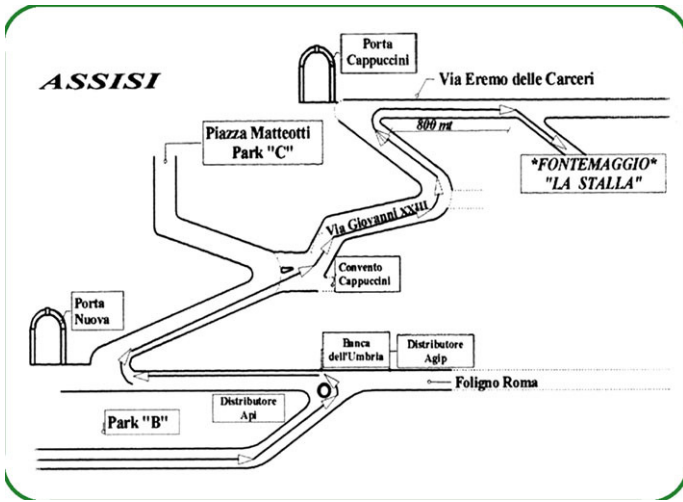 ASSISI
Porta
Cappuccini
Via Eremo delle Carceri
800 mt
Piazza Matteotti
Park "C"
*FONTEMAGGIO*
"LA STALLA"
Via Giovanni XXIII
Convento
Cappuccini
Porta
Nuova
Banca
dell'Umbria
Distributore
Agip
Foligno Roma
Distributore
Api
Park "B"